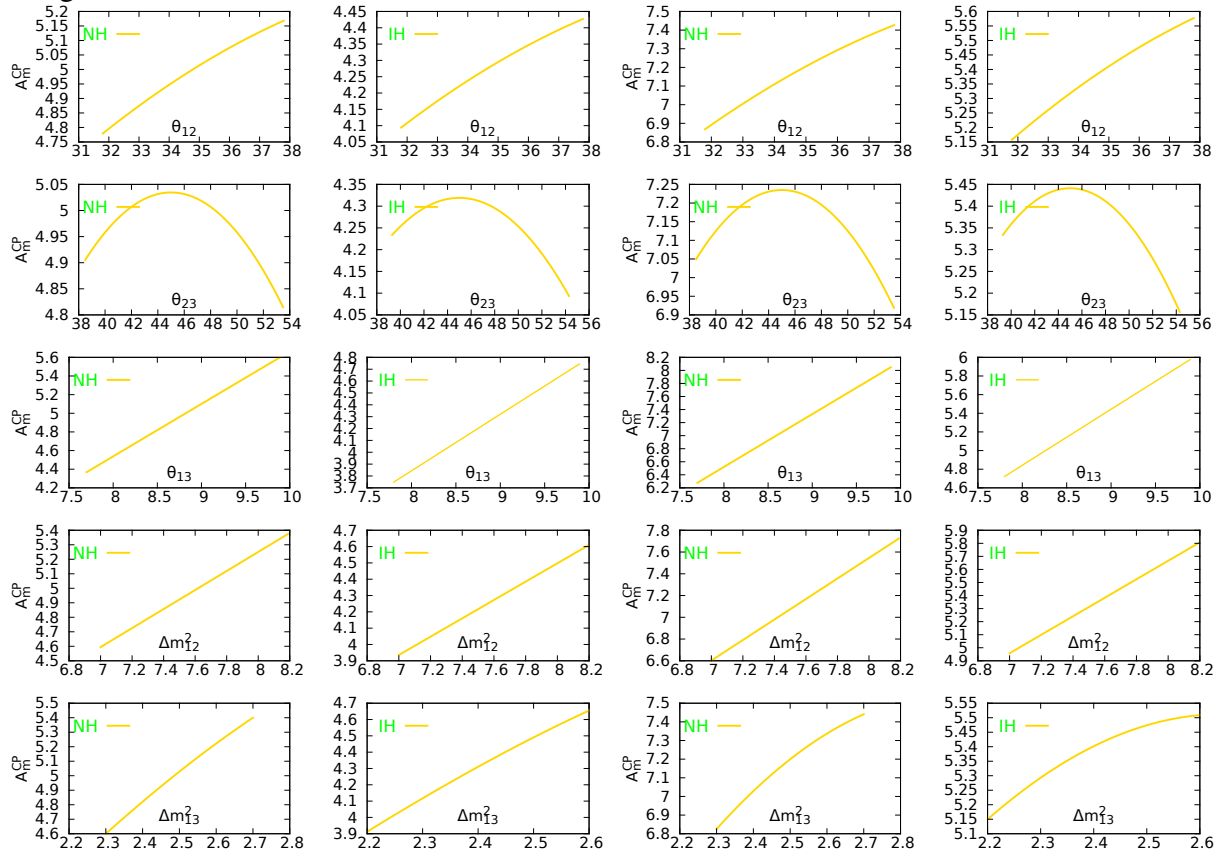 5.2
5.15
5.1
5.05
5
4.95
4.9
4.85
4.8
4.75
A_m^CP
NH
θ12
31 32 33 34 35 36 37 38
4.45
4.4
4.35
4.3
4.25
4.2
4.15
4.1
4.05
IH
θ12
31 32 33 34 35 36 37 38
7.5
7.4
7.3
7.2
7.1
7
6.9
6.8
A_m^CP
NH
θ12
31 32 33 34 35 36 37 38
5.6
5.55
5.5
5.45
5.4
5.35
5.3
5.25
5.2
5.15
IH
θ12
31 32 33 34 35 36 37 38
5.05
5
4.95
4.9
4.85
4.8
A_m^CP
NH
θ23
38 40 42 44 46 48 50 52 54
4.35
4.3
4.25
4.2
4.15
4.1
4.05
IH
θ23
38 40 42 44 46 48 50 52 54 56
7.25
7.2
7.15
7.1
7.05
7
6.95
6.9
A_m^CP
NH
θ23
38 40 42 44 46 48 50 52 54
5.45
5.4
5.35
5.3
5.25
5.2
5.15
IH
θ23
38 40 42 44 46 48 50 52 54 56
5.6
5.4
5.2
5
4.8
4.6
4.4
4.2
A_m^CP
NH
θ13
7.5 8 8.5 9 9.5 10
4.8
4.7
4.6
4.5
4.4
4.3
4.2
4.1
4
3.9
3.8
3.7
IH
θ13
7.5 8 8.5 9 9.5 10
8.2
8
7.8
7.6
7.4
7.2
7
6.8
6.6
6.4
6.2
A_m^CP
NH
θ13
7.5 8 8.5 9 9.5 10
6
5.8
5.6
5.4
5.2
5
4.8
4.6
IH
θ13
7.5 8 8.5 9 9.5 10
5.4
5.3
5.2
5.1
5
4.9
4.8
4.7
4.6
4.5
A_m^CP
NH
Δm²12
6.8 7 7.2 7.4 7.6 7.8 8 8.2
4.7
4.6
4.5
4.4
4.3
4.2
4.1
4
3.9
IH
Δm²12
6.8 7 7.2 7.4 7.6 7.8 8 8.2
7.8
7.6
7.4
7.2
7
6.8
6.6
A_m^CP
NH
Δm²12
6.8 7 7.2 7.4 7.6 7.8 8 8.2
5.9
5.8
5.7
5.6
5.5
5.4
5.3
5.2
5.1
5
4.9
IH
Δm²12
6.8 7 7.2 7.4 7.6 7.8 8 8.2
5.5
5.4
5.3
5.2
5.1
5
4.9
4.8
4.7
4.6
A_m^CP
NH
Δm²13
2.2 2.3 2.4 2.5 2.6 2.7 2.8
4.7
4.6
4.5
4.4
4.3
4.2
4.1
4
3.9
IH
Δm²13
2.2 2.3 2.4 2.5 2.6
7.5
7.4
7.3
7.2
7.1
7
6.9
6.8
A_m^CP
NH
Δm²13
2.2 2.3 2.4 2.5 2.6 2.7 2.8
5.55
5.5
5.45
5.4
5.35
5.3
5.25
5.2
5.15
5.1
IH
Δm²13
2.2 2.3 2.4 2.5 2.6